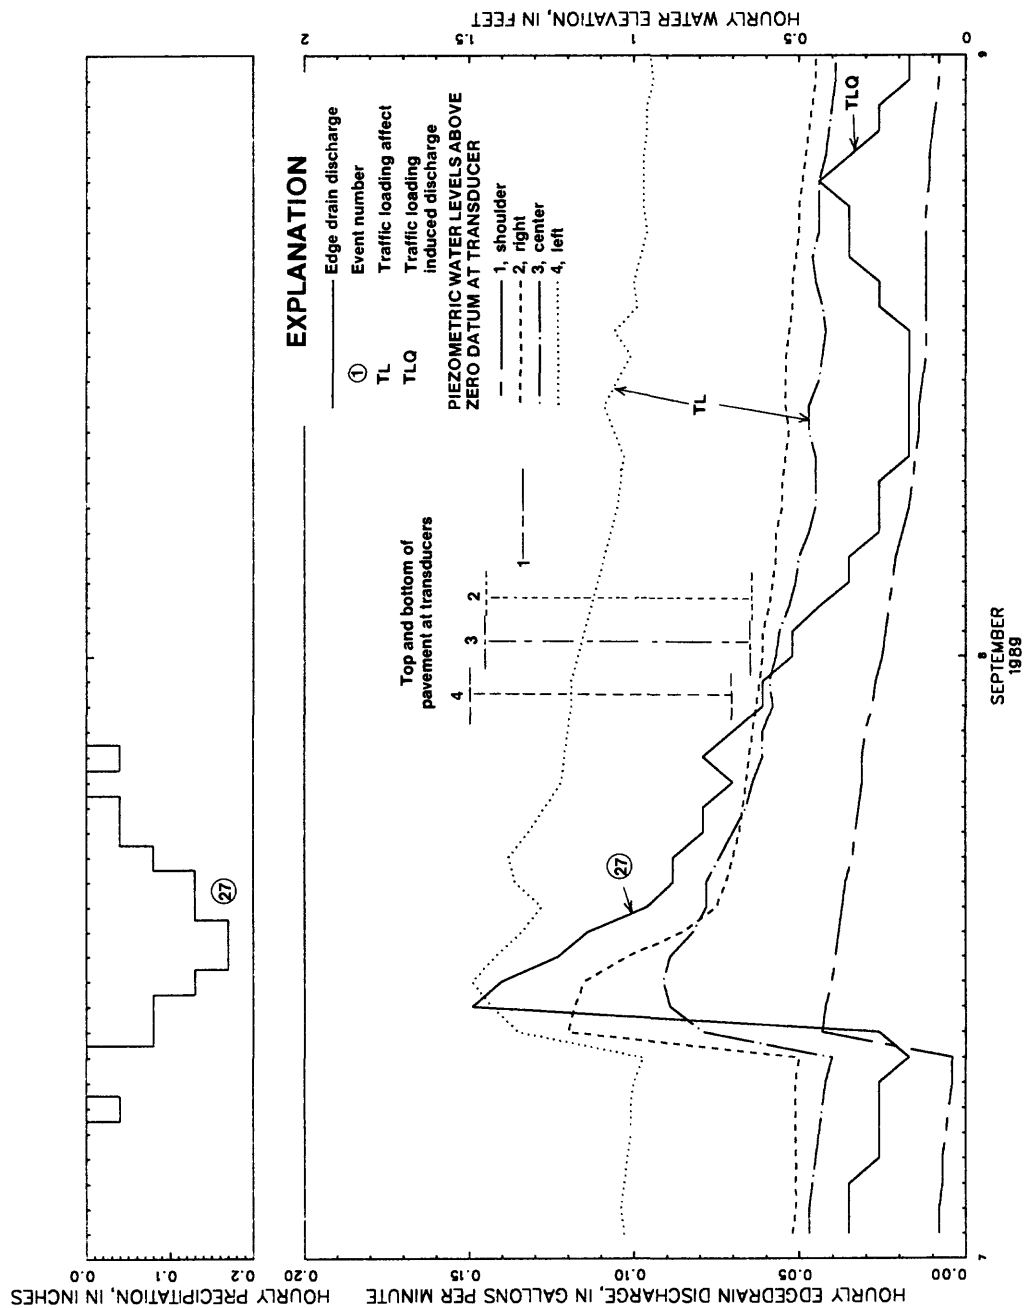 HOURLY PRECIPITATION, IN INCHES
0.0
0.1
0.2
27
HOURLY EDGEDRAIN DISCHARGE, IN GALLONS PER MINUTE
0.20
0.15
0.10
0.05
0.00
HOURLY WATER ELEVATION, IN FEET
2
1.5
1
0.5
0
EXPLANATION
Edge drain discharge
1 Event number
TL Traffic loading affect
TLQ Traffic loading
induced discharge
PIEZOMETRIC WATER LEVELS ABOVE
ZERO DATUM AT TRANSDUCER
1, shoulder
2, right
3, center
4, left
Top and bottom of
pavement at transducers
4
3
2
1
27
TL
TLQ
7
8
9
SEPTEMBER
1989